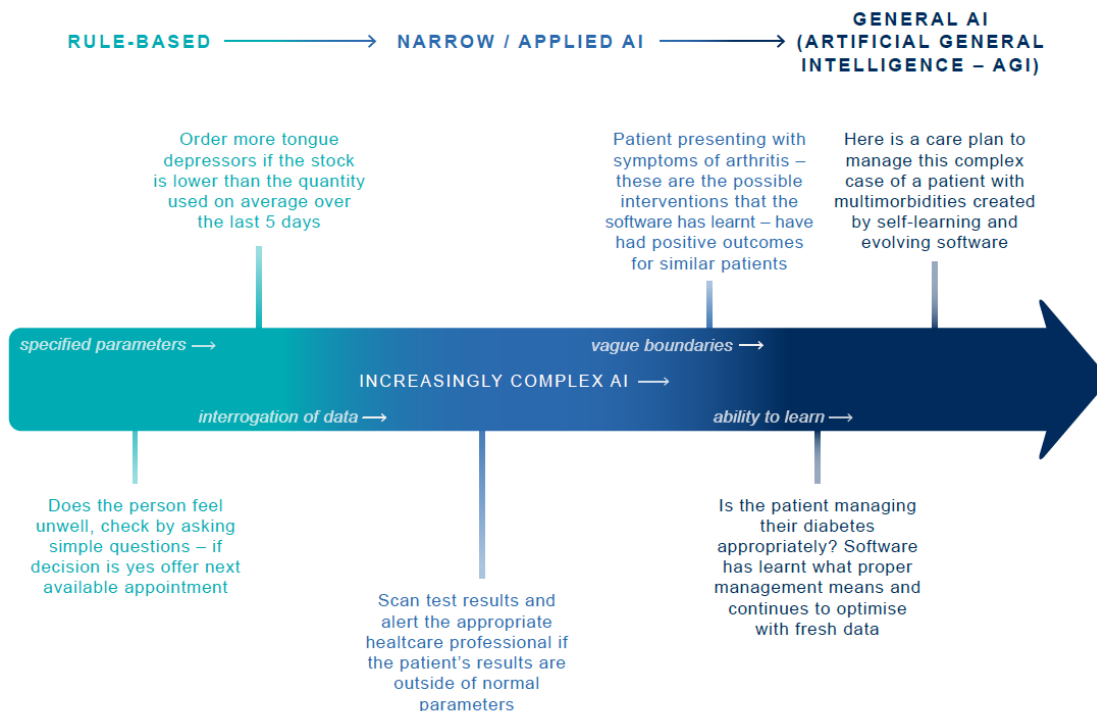 RULE-BASED
NARROW / APPLIED AI
GENERAL AI
(ARTIFICIAL GENERAL
INTELLIGENCE – AGI)
Order more tongue
depressors if the stock
is lower than the quantity
used on average over
the last 5 days
Patient presenting with
symptoms of arthritis –
these are the possible
interventions that the
software has learnt – have
had positive outcomes
for similar patients
Here is a care plan to
manage this complex
case of a patient with
multimorbidities created
by self-learning and
evolving software
specified parameters →
vague boundaries →
INCREASINGLY COMPLEX AI →
interrogation of data →
ability to learn →
Does the person feel
unwell, check by asking
simple questions – if
decision is yes offer next
available appointment
Scan test results and
alert the appropriate
healtcare professional if
the patient's results are
outside of normal
parameters
Is the patient managing
their diabetes
appropriately? Software
has learnt what proper
management means and
continues to optimise
with fresh data